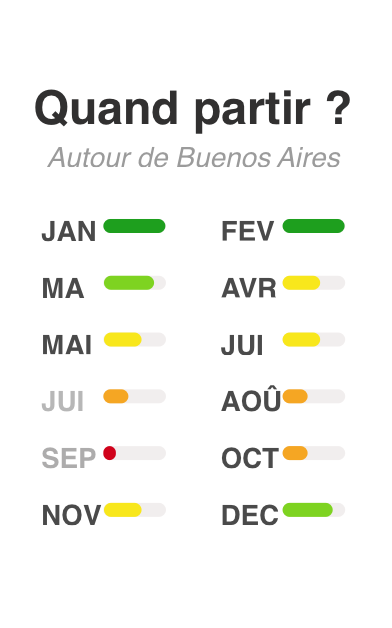 Quand partir ?
Autour de Buenos Aires
JAN FEV
MA AVR
MAI JUI
JUI AOÛ
SEP OCT
NOV DEC